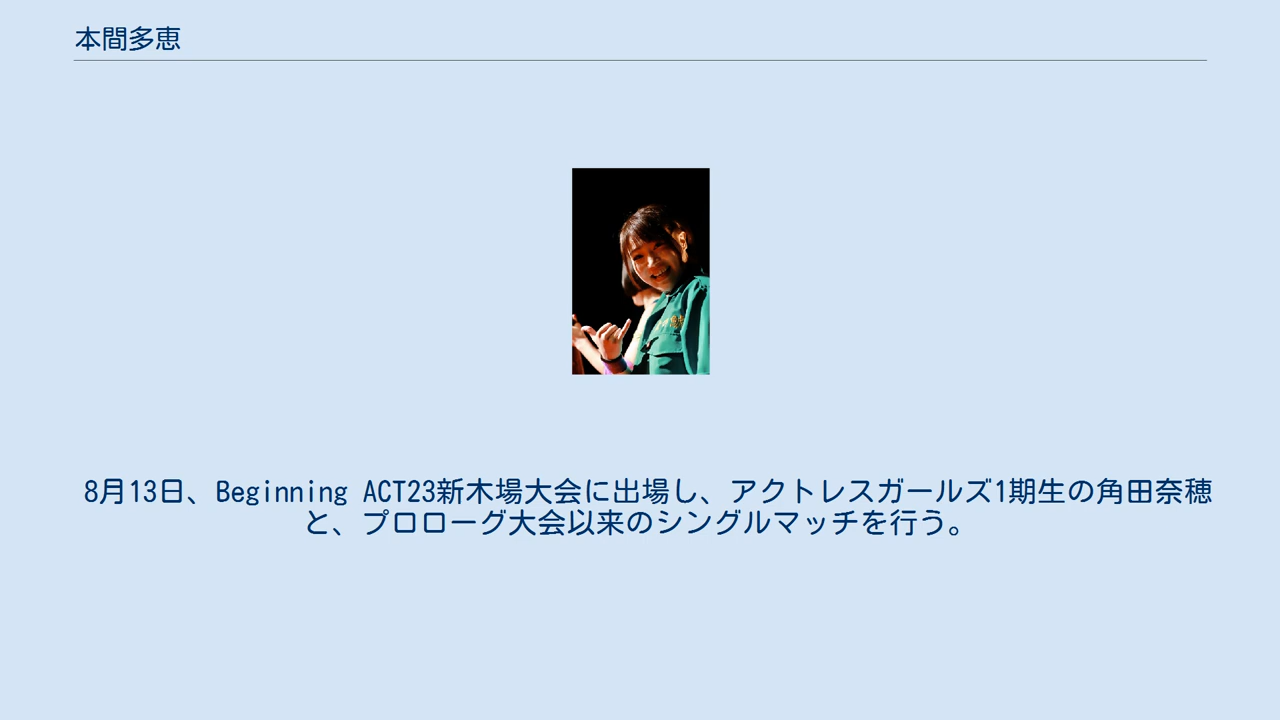 本間多恵
8月13日、Beginning ACT23新木場大会に出場し、アクトレスガールズ1期生の角田奈穂
と、プロローグ大会以来のシングルマッチを行う。